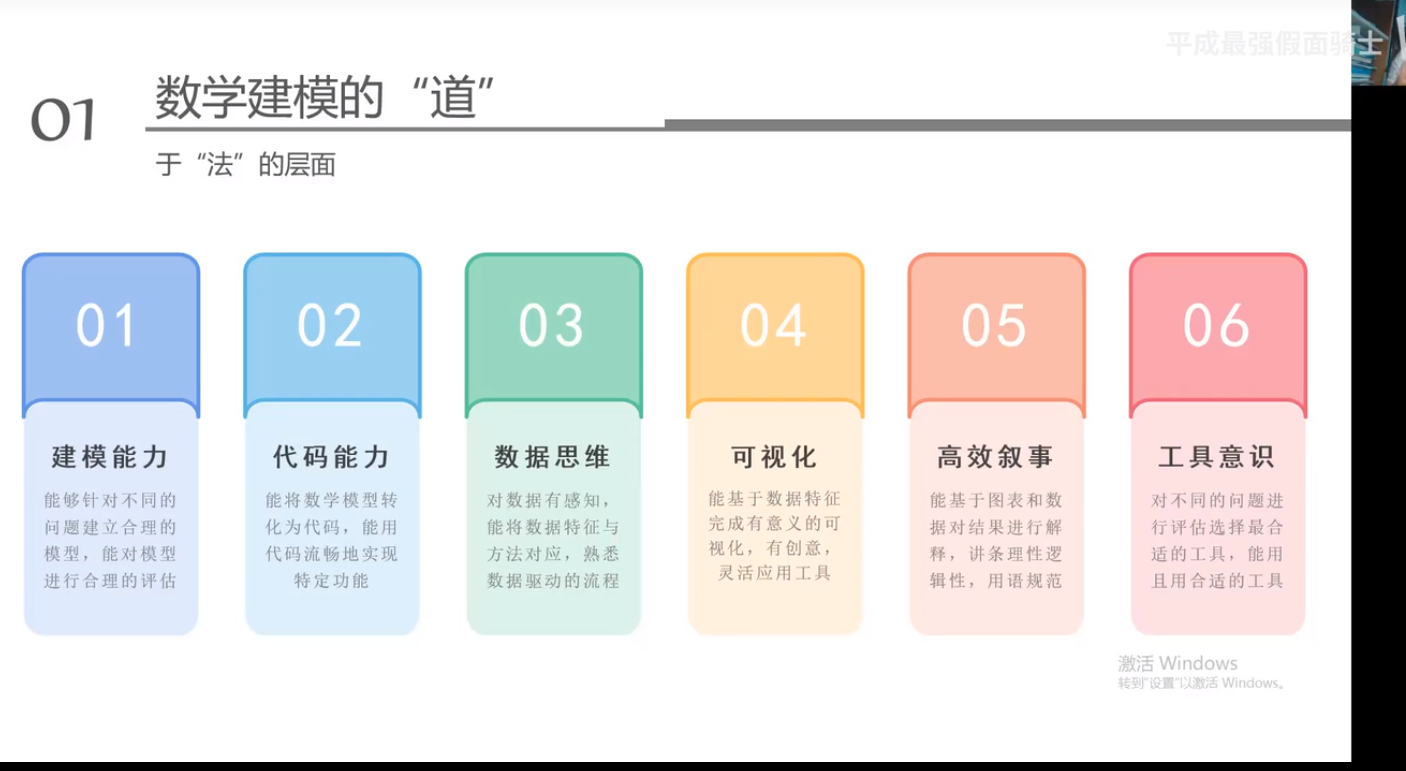 平成最强假面骑士
01
数学建模的“道”
于“法”的层面
01
建模能力
能够针对不同的
问题建立合理的
模型，能对模型
进行合理的评估
02
代码能力
能将数学模型转
化为代码，能用
代码流畅地实现
特定功能
03
数据思维
对数据有感知，
能将数据特征与
方法对应，熟悉
数据驱动的流程
04
可视化
能基于数据特征
完成有意义的可
视化，有创意，
灵活应用工具
05
高效叙事
能基于图表和数
据对结果进行解
释，讲条理性逻
辑性，用语规范
06
工具意识
对不同的问题进
行评估选择最合
适的工具，能用
且用合适的工具
激活 Windows
转到“设置”以激活 Windows。